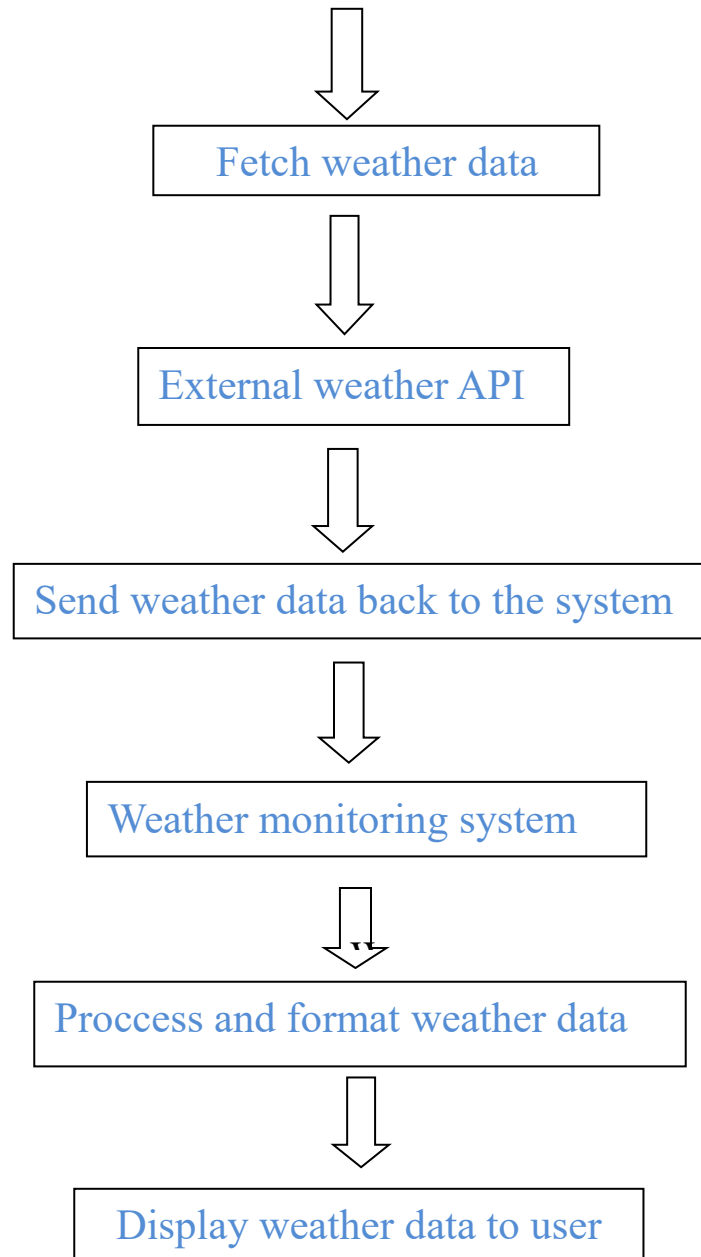 Fetch weather data
External weather API
Send weather data back to the system
Weather monitoring system
Proccess and format weather data
Display weather data to user